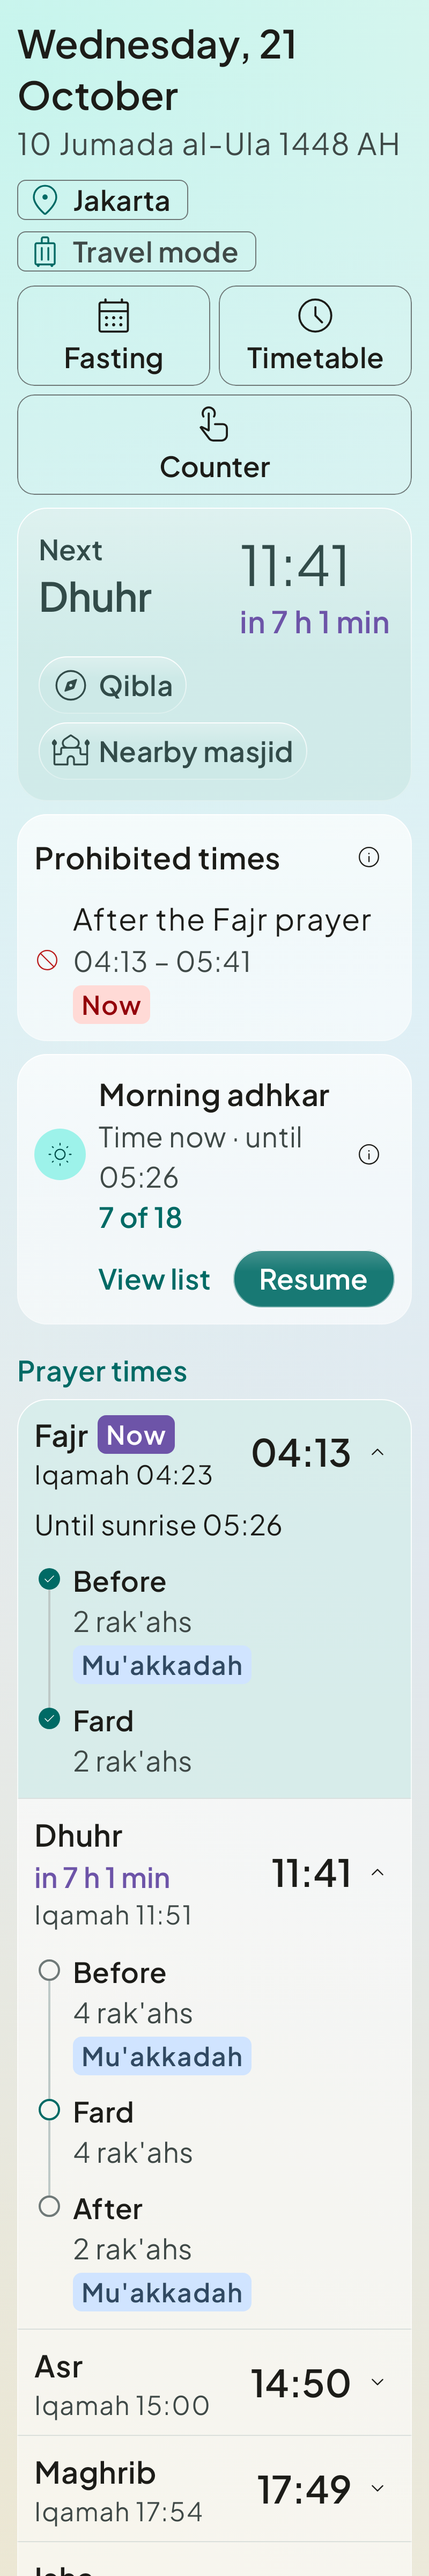 Wednesday, 21
October
10 Jumada al-Ula 1448 AH
Jakarta
Travel mode
Fasting
Timetable
Counter
Next
Dhuhr
11:41
in 7 h 1 min
Qibla
Nearby masjid
Prohibited times
After the Fajr prayer
04:13 – 05:41
Now
Morning adhkar
Time now · until
05:26
7 of 18
View list
Resume
Prayer times
Fajr Now
Iqamah 04:23
04:13
Until sunrise 05:26
Before
2 rak'ahs
Mu'akkadah
Fard
2 rak'ahs
Dhuhr
in 7 h 1 min
Iqamah 11:51
11:41
Before
4 rak'ahs
Mu'akkadah
Fard
4 rak'ahs
After
2 rak'ahs
Mu'akkadah
Asr
Iqamah 15:00
14:50
Maghrib
Iqamah 17:54
17:49